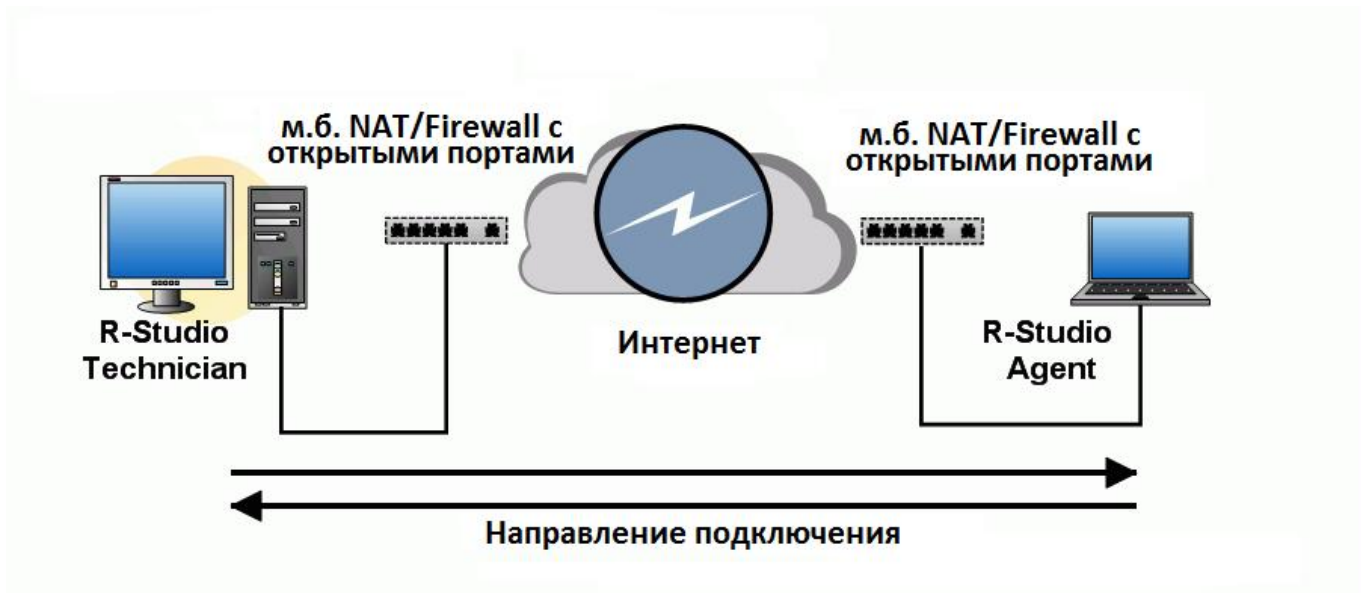 м.б. NAT/Firewall с
открытыми портами
м.б. NAT/Firewall с
открытыми портами
R-Studio
Technician
Интернет
R-Studio
Agent
Направление подключения